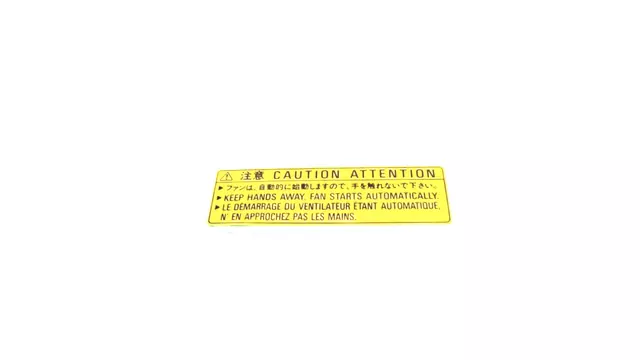 注意 CAUTION ATTENTION
▶ファンは、自動的に始動しますので、手を触れないで下さい。
▶KEEP HANDS AWAY. FAN STARTS AUTOMATICALLY.
▶LE DÉMARRAGE DU VENTILATEUR ÉTANT AUTOMATIQUE.
N' EN APPROCHEZ PAS LES MAINS.